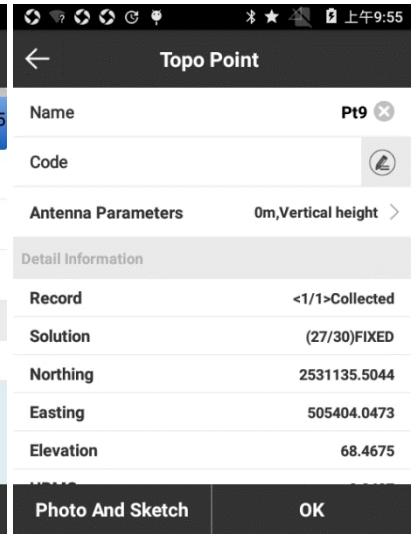 上午9:55
Topo Point
Name Pt9
Code
Antenna Parameters 0m,Vertical height
Detail Information
Record <1/1>Collected
Solution (27/30)FIXED
Northing 2531135.5044
Easting 505404.0473
Elevation 68.4675
Photo And Sketch OK